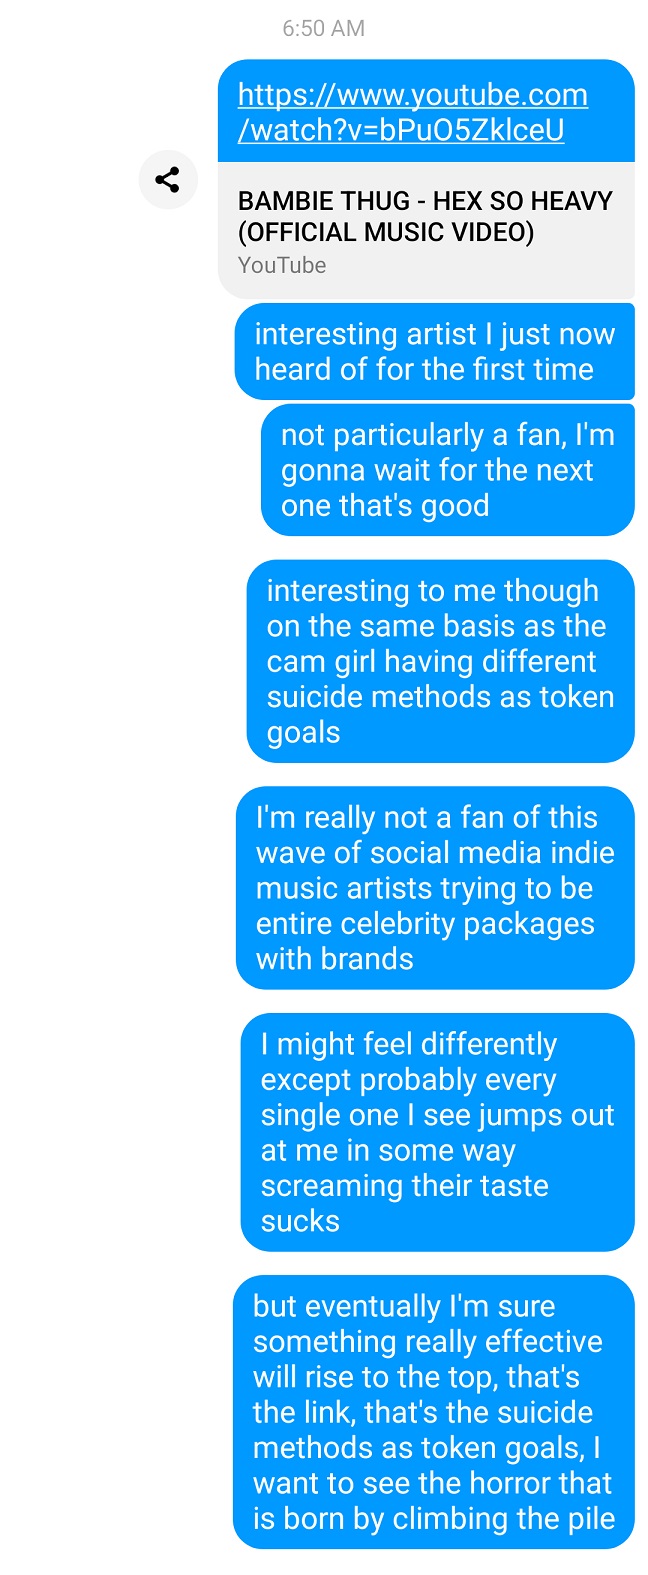 6:50 AM
https://www.youtube.com
/watch?v=bPuO5ZklceU
BAMBIE THUG - HEX SO HEAVY
(OFFICIAL MUSIC VIDEO)
YouTube
interesting artist I just now
heard of for the first time
not particularly a fan, I'm
gonna wait for the next
one that's good
interesting to me though
on the same basis as the
cam girl having different
suicide methods as token
goals
I'm really not a fan of this
wave of social media indie
music artists trying to be
entire celebrity packages
with brands
I might feel differently
except probably every
single one I see jumps out
at me in some way
screaming their taste
sucks
but eventually I'm sure
something really effective
will rise to the top, that's
the link, that's the suicide
methods as token goals, I
want to see the horror that
is born by climbing the pile